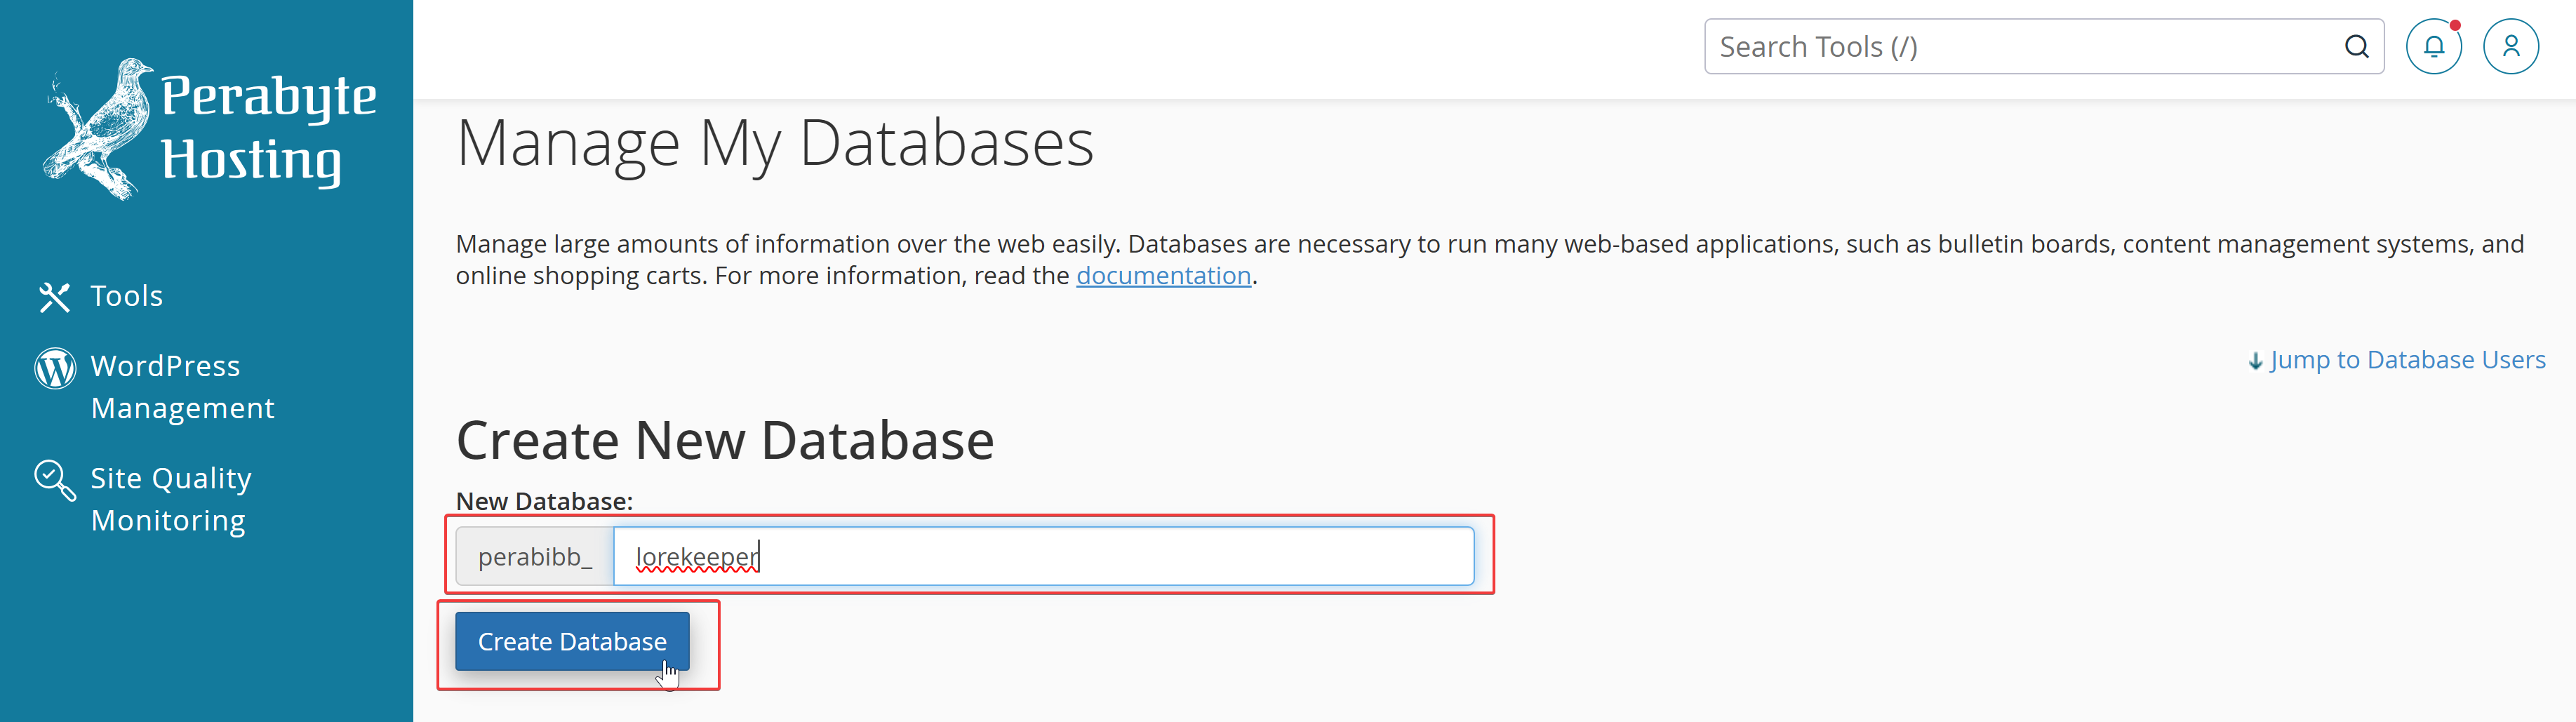 Perabyte
Hosting
Tools
WordPress
Management
Site Quality
Monitoring
Search Tools (/)
Manage My Databases
Manage large amounts of information over the web easily. Databases are necessary to run many web-based applications, such as bulletin boards, content management systems, and
online shopping carts. For more information, read the documentation.
Jump to Database Users
Create New Database
New Database:
perabibb_ lorekeeper
Create Database